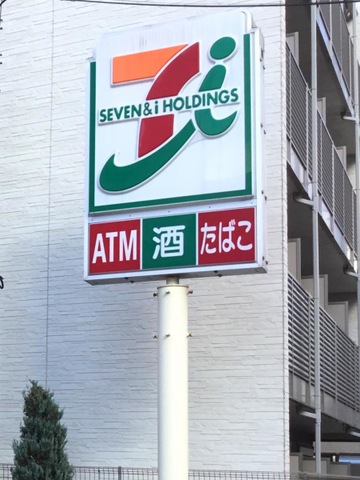 SEVEN&i HOLDINGS
ATM 酒 たばこ